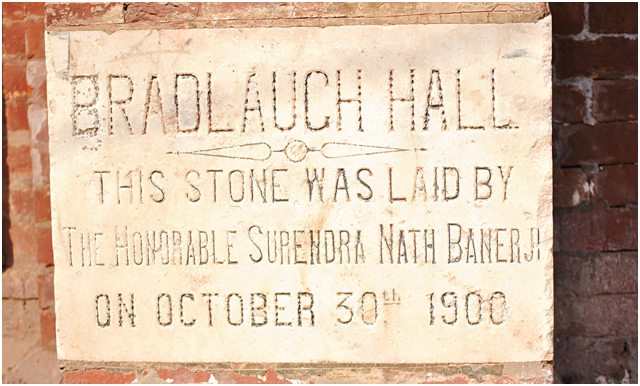 BRADLAUGH HALL
THIS STONE WAS LAID BY
THE HONORABLE SURENDRA NATH BANERJI
ON OCTOBER 30th 1900